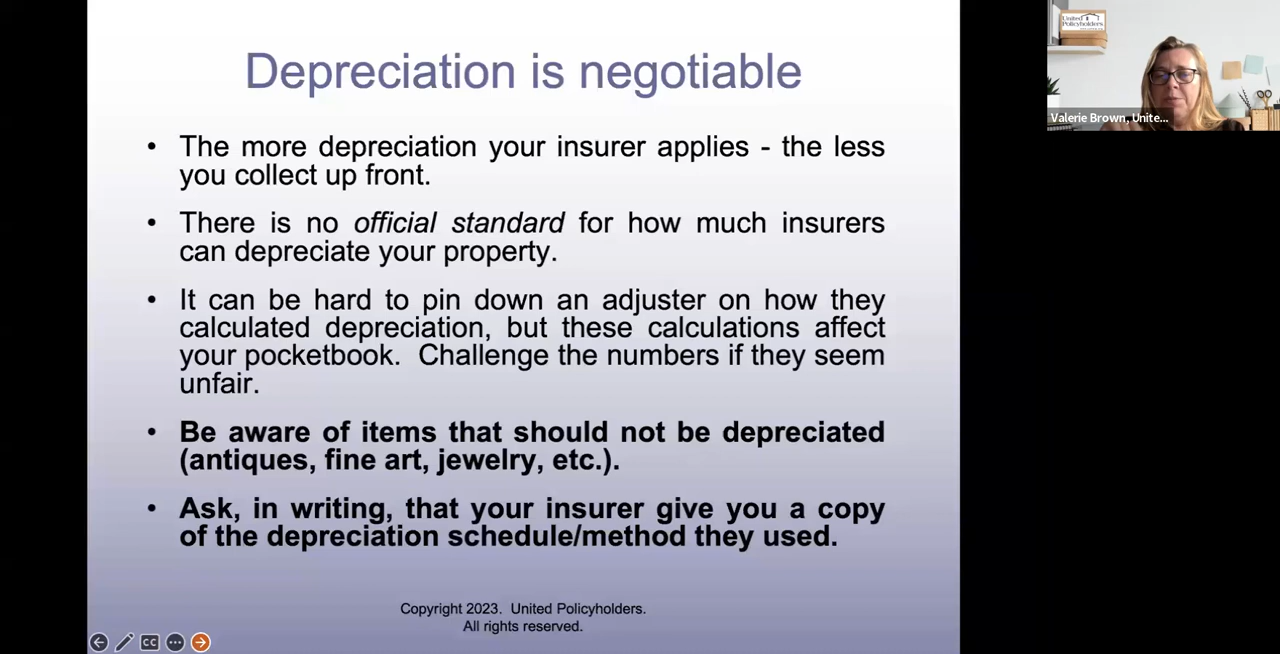 Depreciation is negotiable
• The more depreciation your insurer applies - the less
you collect up front.
• There is no official standard for how much insurers
can depreciate your property.
• It can be hard to pin down an adjuster on how they
calculated depreciation, but these calculations affect
your pocketbook.  Challenge the numbers if they seem
unfair.
• Be aware of items that should not be depreciated
(antiques, fine art, jewelry, etc.).
• Ask, in writing, that your insurer give you a copy
of the depreciation schedule/method they used.
Copyright 2023.  United Policyholders.
All rights reserved.
CC
United
Policyholders
Valerie Brown, Unite...